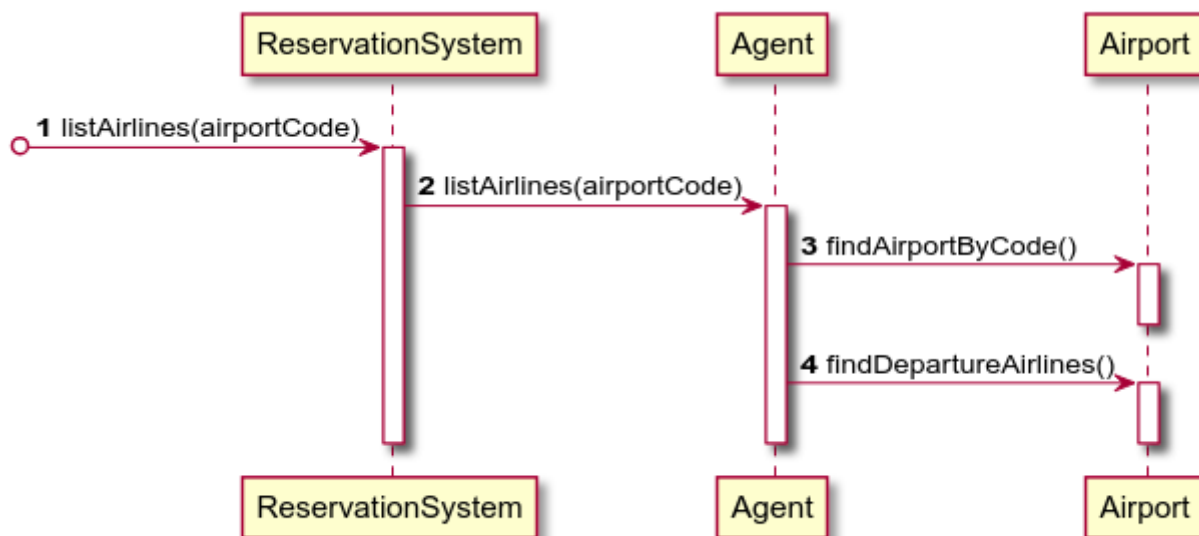 ReservationSystem Agent Airport
1 listAirlines(airportCode)
2 listAirlines(airportCode)
3 findAirportByCode()
4 findDepartureAirlines()
ReservationSystem Agent Airport